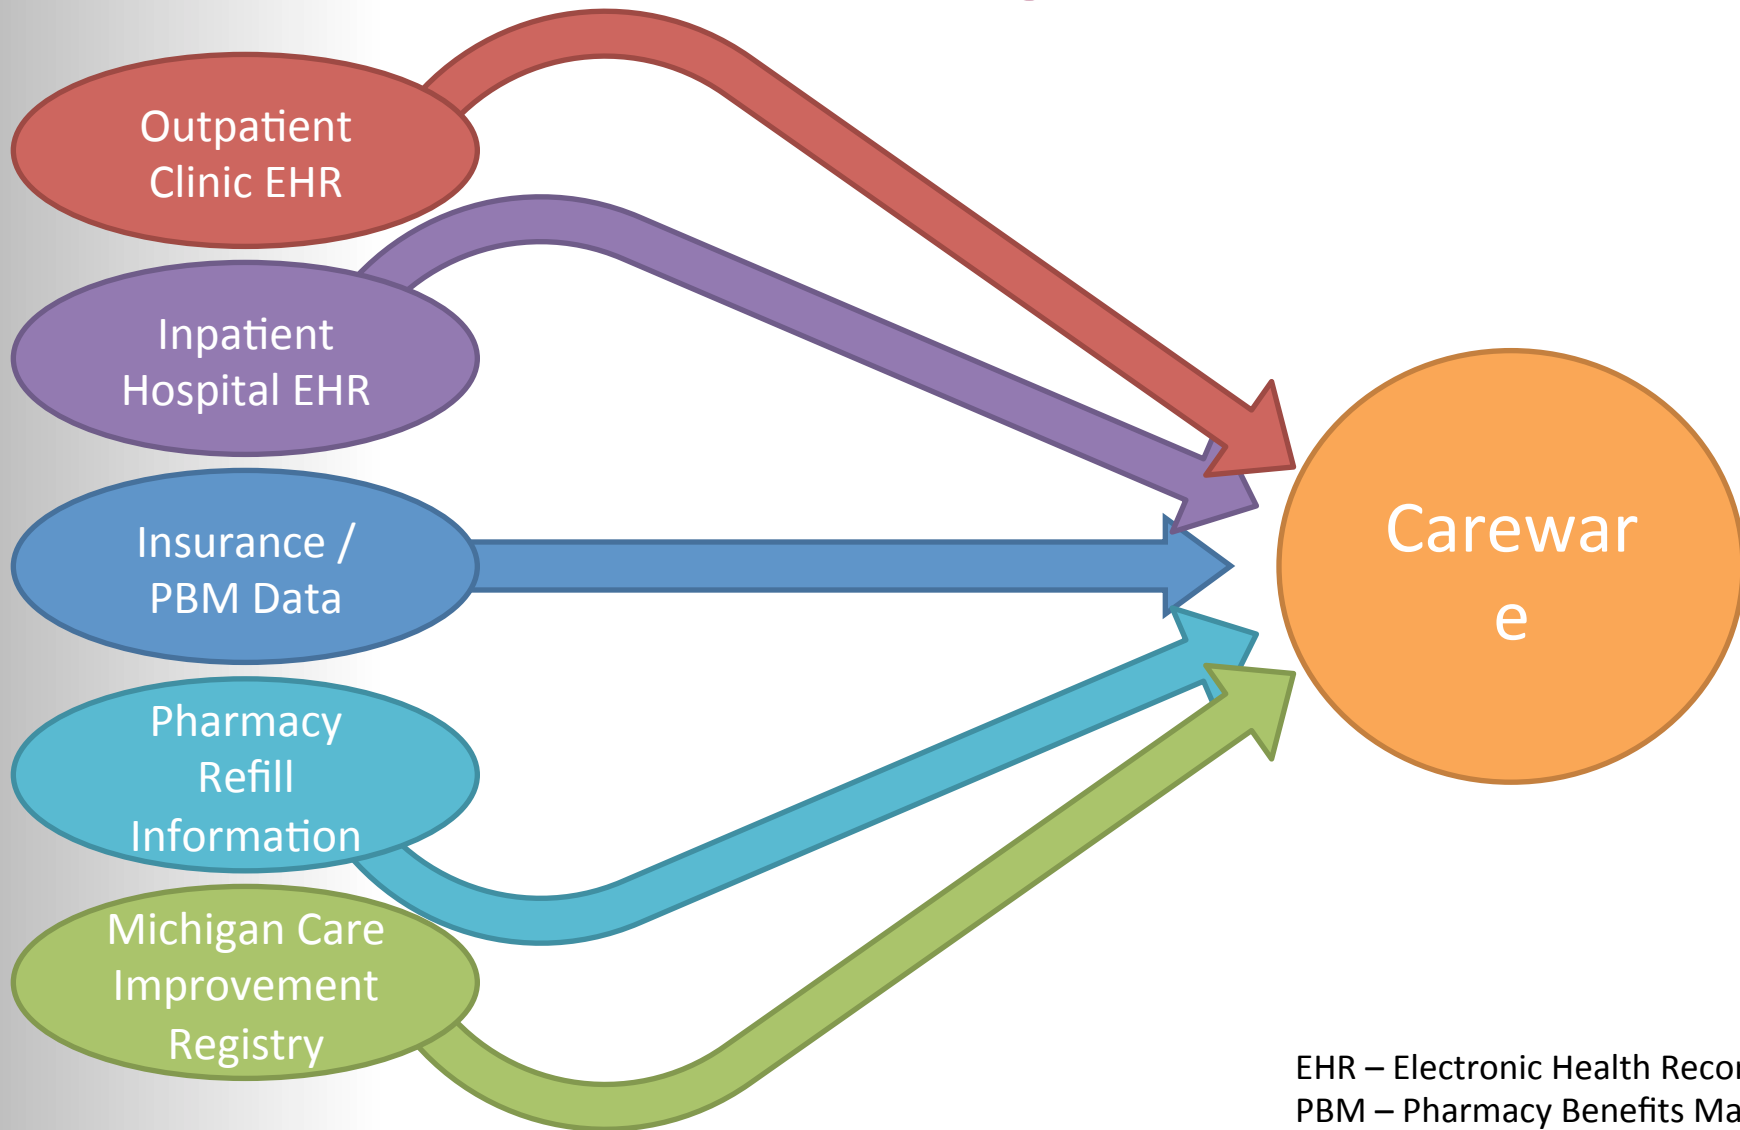 Outpatient
Clinic EHR
Inpatient
Hospital EHR
Insurance /
PBM Data
Pharmacy
Refill
Information
Michigan Care
Improvement
Registry
Carewar
e
EHR – Electronic Health Recor
PBM – Pharmacy Benefits Ma